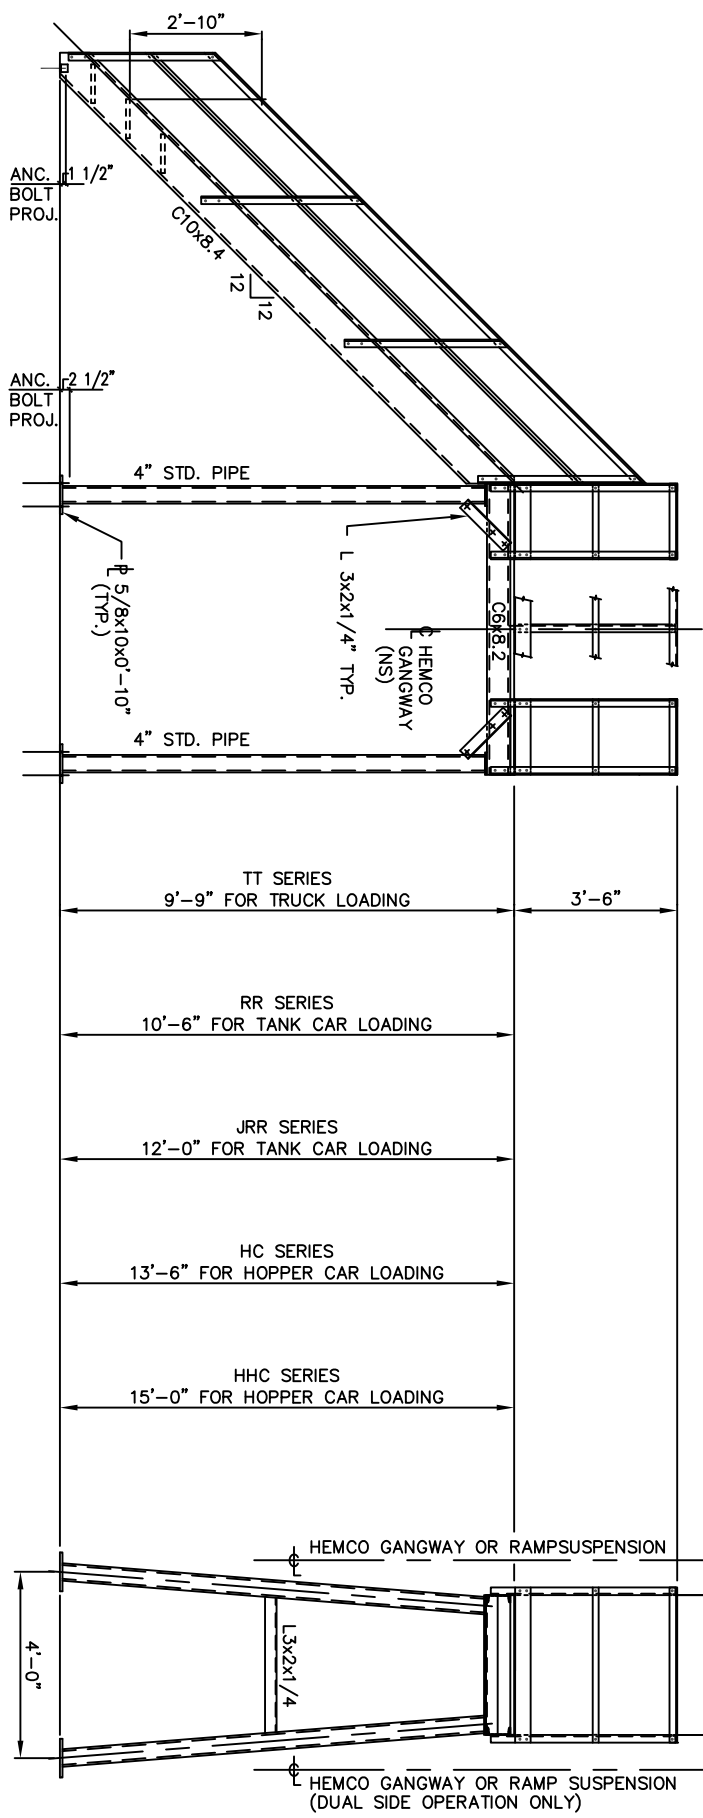 2'-10"
ANC.
BOLT
PROJ.
1 1/2"
C10x8.4
12
12
ANC.
BOLT
PROJ.
2 1/2"
4" STD. PIPE
℄ HEMCO
GANGWAY
(NS)
C6x8.2
L 3x2x1/4" TYP.
PL 5/8x10x0'-10"
(TYP.)
4" STD. PIPE
TT SERIES
9'-9" FOR TRUCK LOADING
3'-6"
RR SERIES
10'-6" FOR TANK CAR LOADING
JRR SERIES
12'-0" FOR TANK CAR LOADING
HC SERIES
13'-6" FOR HOPPER CAR LOADING
HHC SERIES
15'-0" FOR HOPPER CAR LOADING
℄ HEMCO GANGWAY OR RAMPSUSPENSION
L3x2x1/4
4'-0"
℄ HEMCO GANGWAY OR RAMP SUSPENSION
(DUAL SIDE OPERATION ONLY)